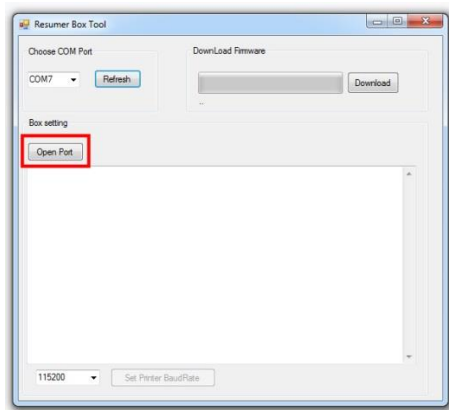 Resumer Box Tool
Choose COM Port
DownLoad Firmware
COM7
Refresh
Download
Box setting
Open Port
115200
Set Printer BaudRate